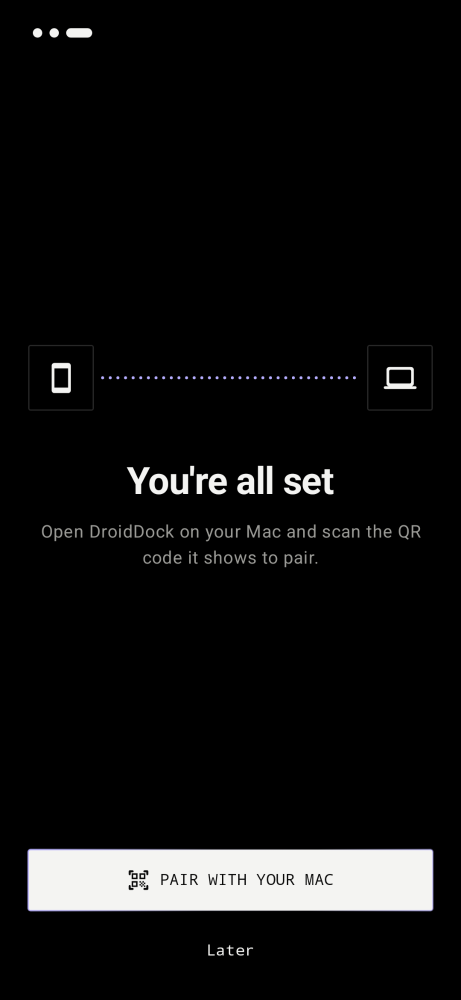 You're all set
Open DroidDock on your Mac and scan the QR
code it shows to pair.
PAIR WITH YOUR MAC
Later